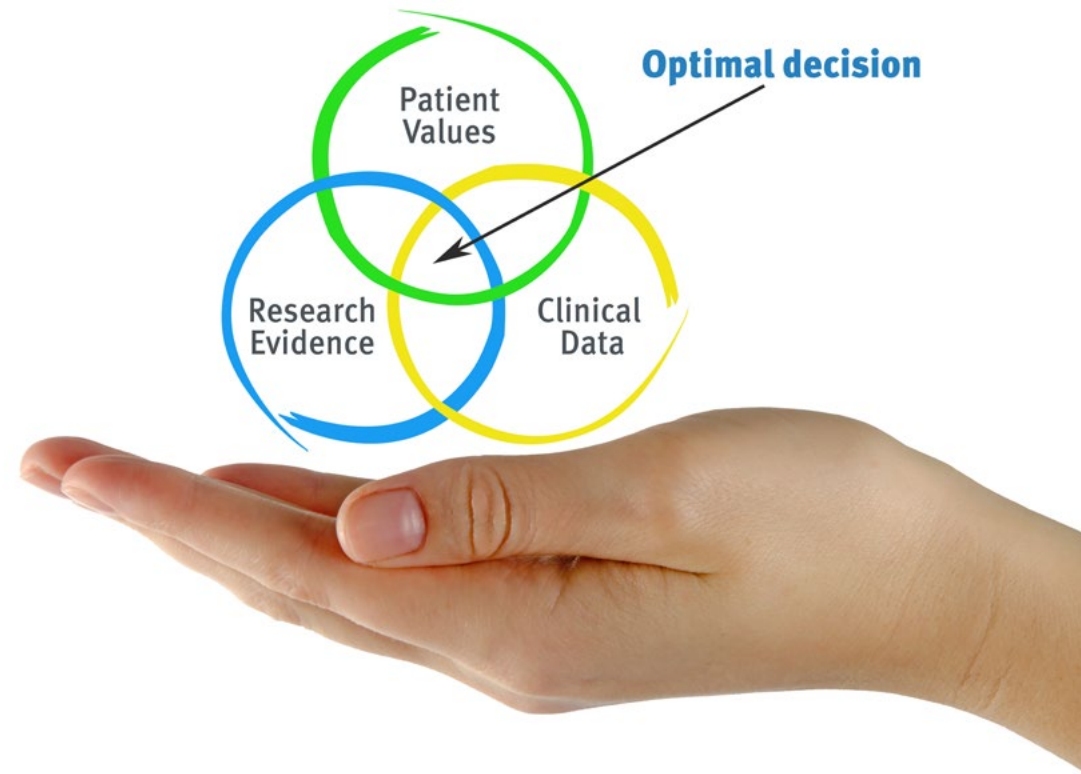 Optimal decision
Patient
Values
Research
Evidence
Clinical
Data